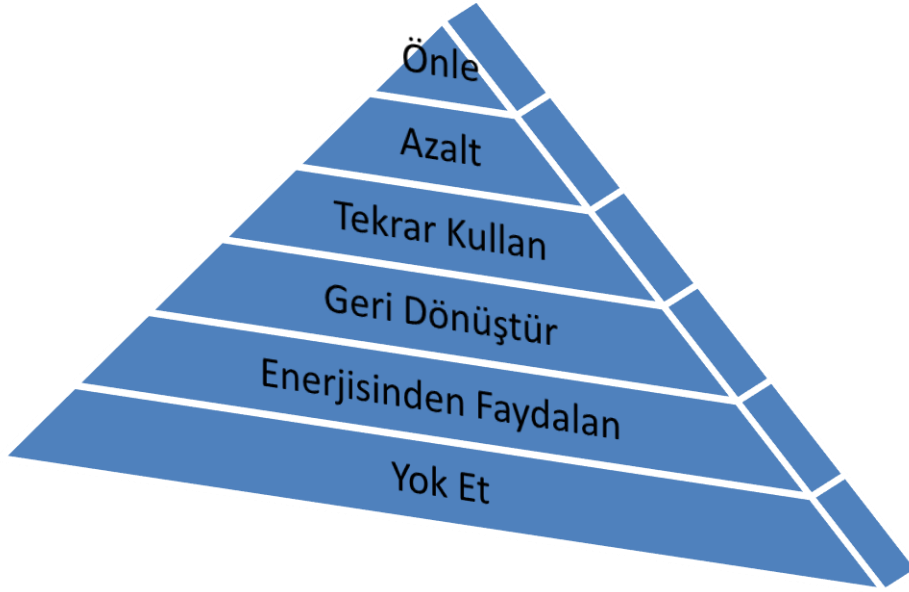 Önle
Azalt
Tekrar Kullan
Geri Dönüştür
Enerjisinden Faydalan
Yok Et